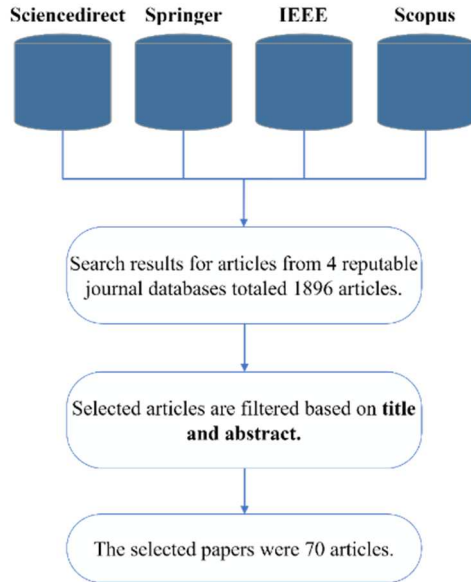 Sciencedirect Springer IEEE Scopus
Search results for articles from 4 reputable
journal databases totaled 1896 articles.
Selected articles are filtered based on title
and abstract.
The selected papers were 70 articles.